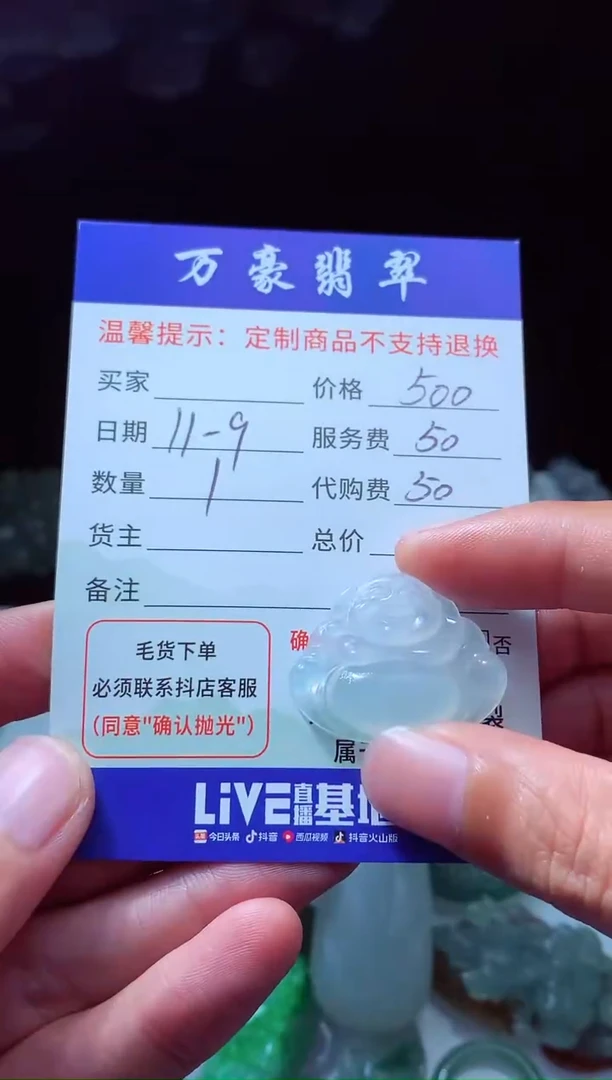 万豪翡翠
温馨提示：定制商品不支持退换
买家 价格 500
日期 11-9 服务费 50
数量 1 代购费 50
货主 总价
备注
毛货下单
必须联系抖店客服
（同意"确认抛光"）
确
否
属
LiVE直播基地
今日头条 抖音 西瓜视频 抖音火山版